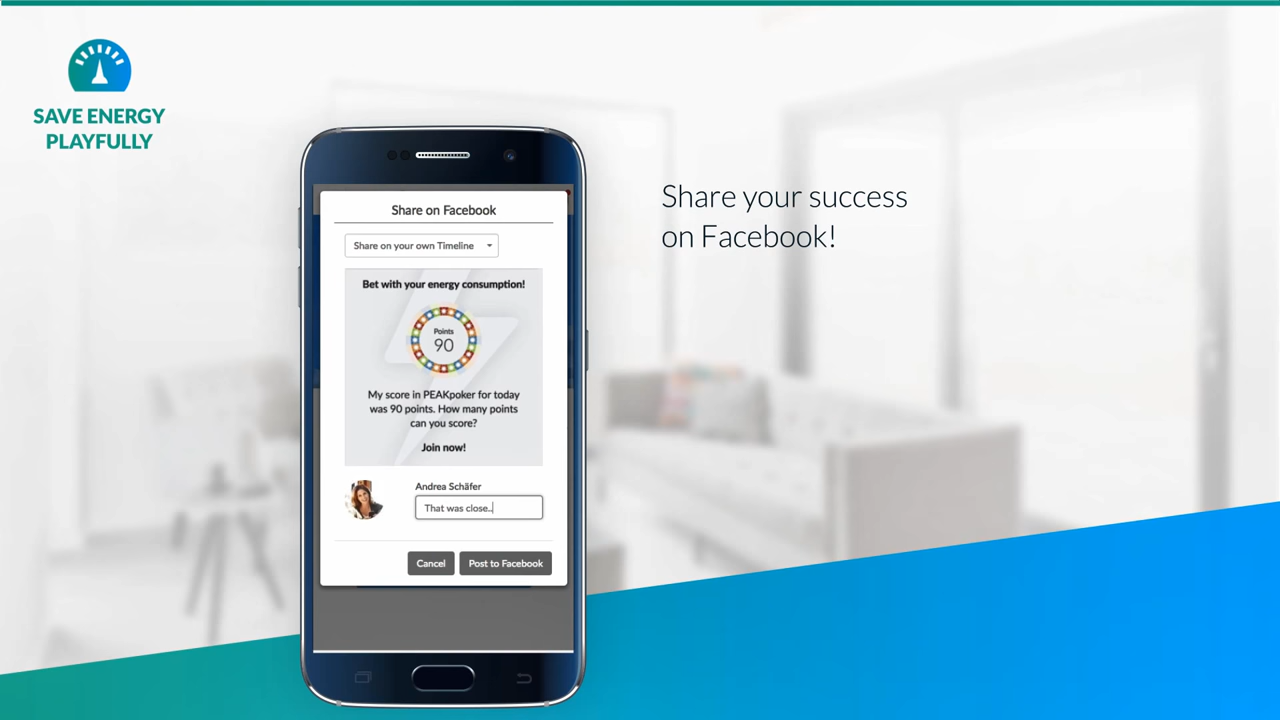 SAVE ENERGY
PLAYFULLY
Share your success
on Facebook!
Share on Facebook
Share on your own Timeline
Bet with your energy consumption!
Points
90
My score in PEAKpoker for today
was 90 points. How many points
can you score?
Join now!
Andrea Schäfer
That was close..
Cancel
Post to Facebook